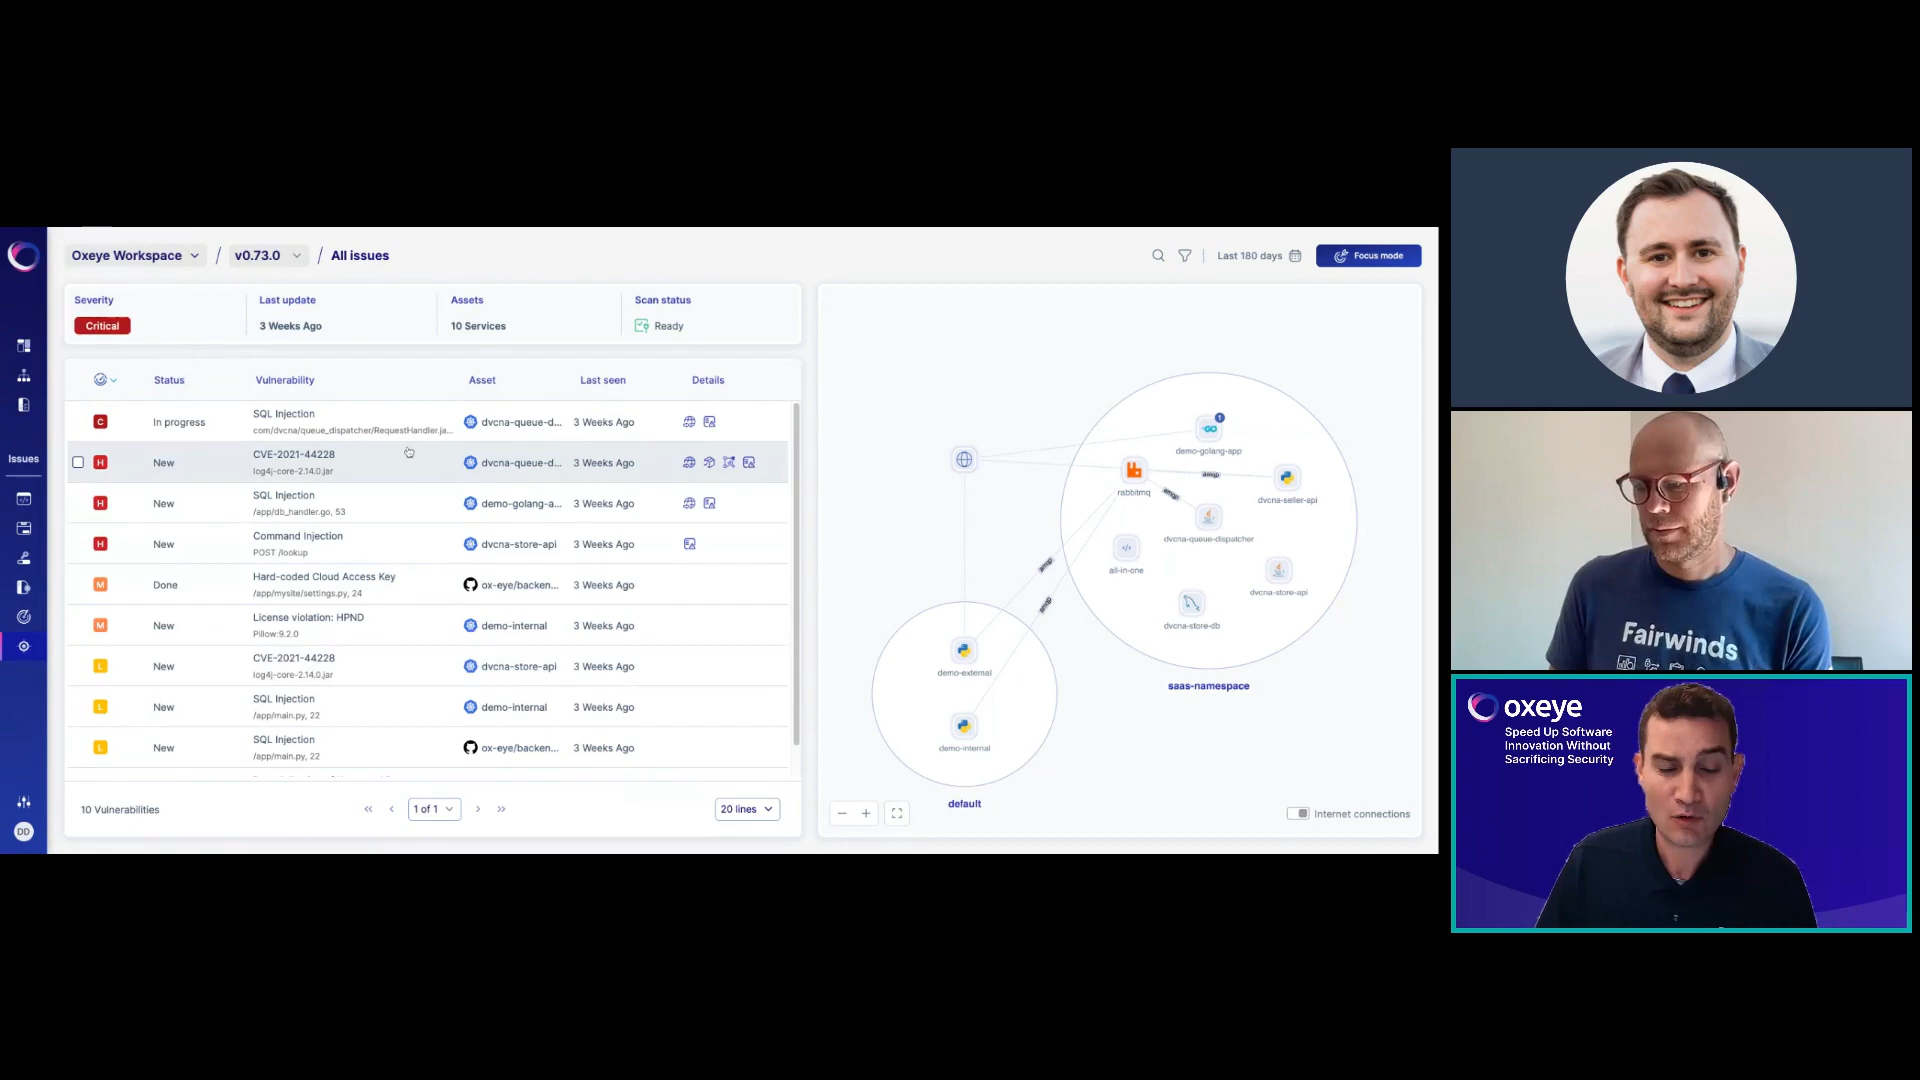 Oxeye Workspace / v0.73.0 / All issues
Last 180 days
Focus mode
Severity
Critical
Last update
3 Weeks Ago
Assets
10 Services
Scan status
Ready
Issues
Status Vulnerability Asset Last seen Details
C In progress SQL Injection dvcna-queue-d... 3 Weeks Ago
com/dvcna/queue_dispatcher/RequestHandler.ja...
H New CVE-2021-44228 dvcna-queue-d... 3 Weeks Ago
log4j-core-2.14.0.jar
H New SQL Injection demo-golang-a... 3 Weeks Ago
/app/db_handler.go, 53
H New Command Injection dvcna-store-api 3 Weeks Ago
POST /lookup
M Done Hard-coded Cloud Access Key ox-eye/backen... 3 Weeks Ago
/app/mysite/settings.py, 24
M New License violation: HPND demo-internal 3 Weeks Ago
Pillow:9.2.0
L New CVE-2021-44228 dvcna-store-api 3 Weeks Ago
log4j-core-2.14.0.jar
L New SQL Injection demo-internal 3 Weeks Ago
/app/main.py, 22
L New SQL Injection ox-eye/backen... 3 Weeks Ago
/app/main.py, 22
10 Vulnerabilities
1 of 1
20 lines
DD
1
GO
demo-golang-app
rabbitmq
amqp
dvcna-seller-api
amqp
dvcna-queue-dispatcher
all-in-one
dvcna-store-api
dvcna-store-db
saas-namespace
amqp
amqp
demo-external
demo-internal
default
Internet connections
Fairwinds
oxeye
Speed Up Software
Innovation Without
Sacrificing Security